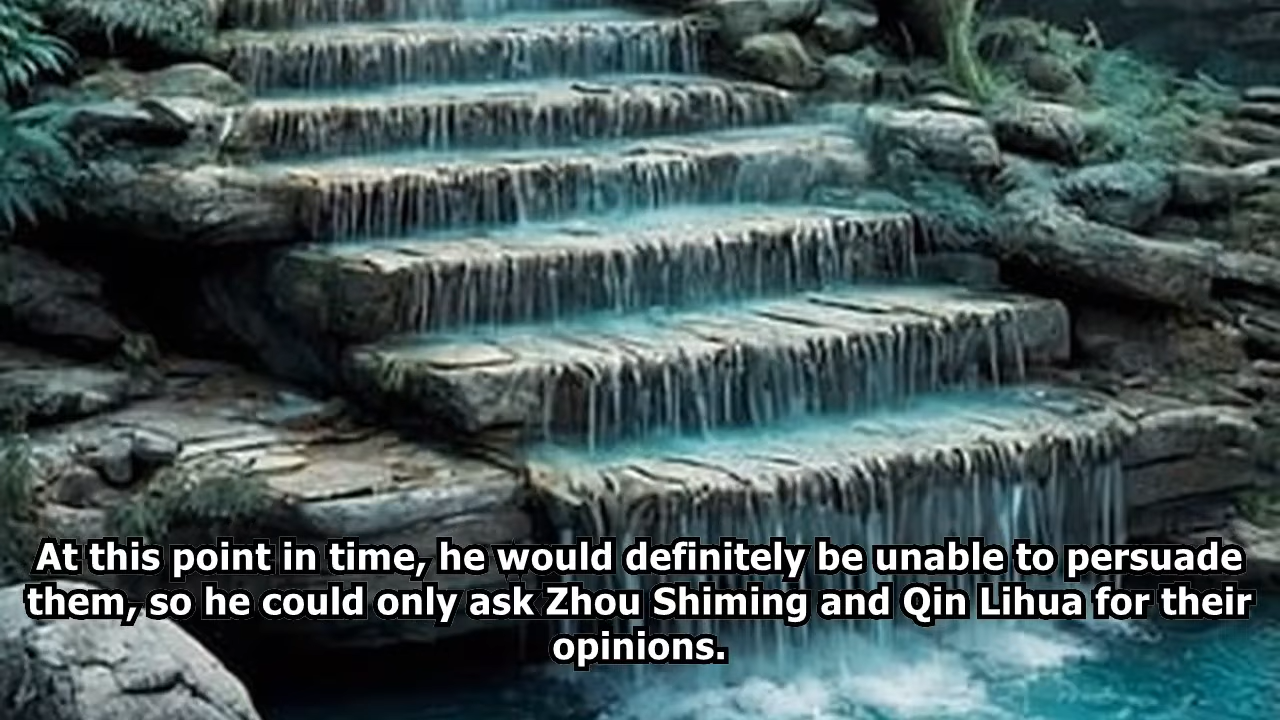 At this point in time, he would definitely be unable to persuade
them, so he could only ask Zhou Shiming and Qin Lihua for their
opinions.